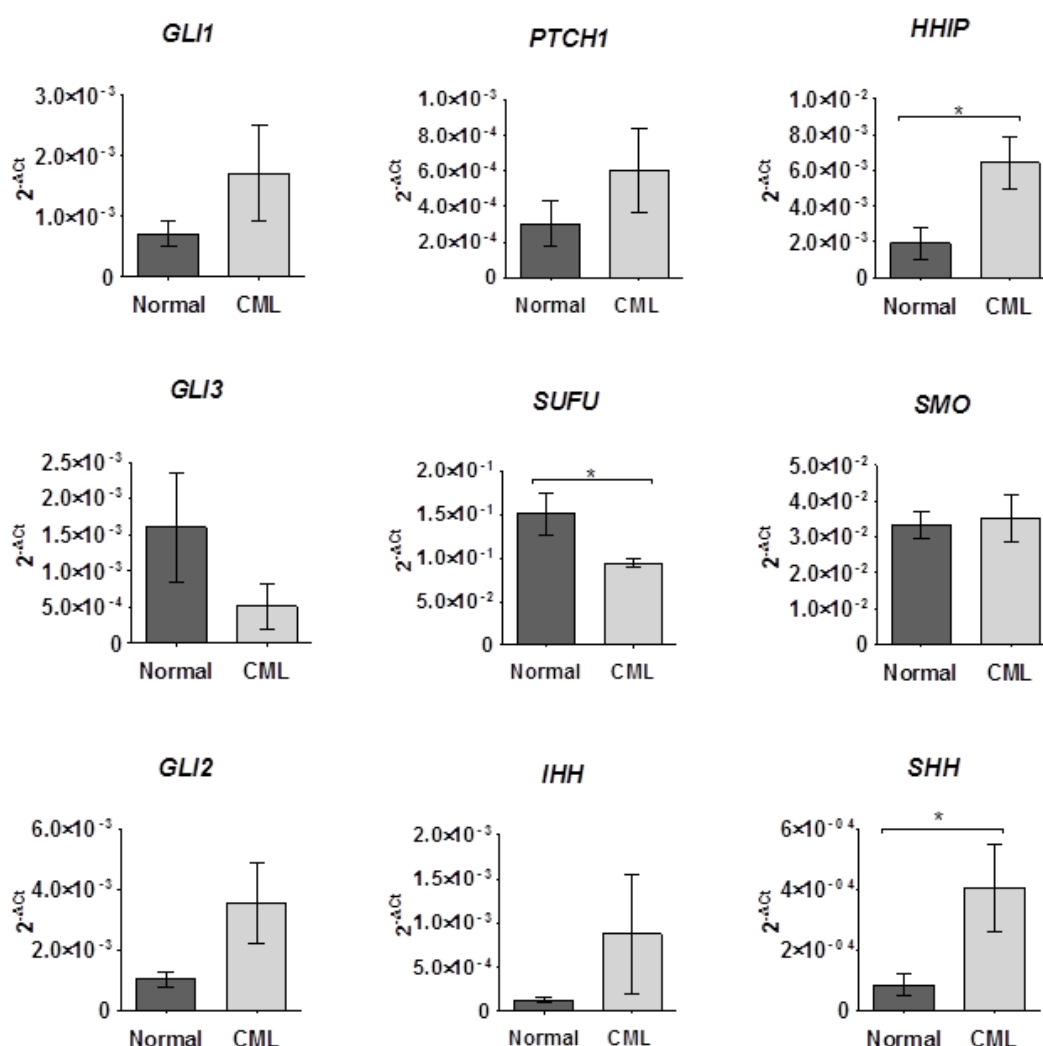 GLI1
3.0×10⁻³
2.0×10⁻³
1.0×10⁻³
0
2^-ΔCt
Normal CML
PTCH1
1.0×10⁻³
8.0×10⁻⁴
6.0×10⁻⁴
4.0×10⁻⁴
2.0×10⁻⁴
0
2^-ΔCt
Normal CML
HHIP
1.0×10⁻²
8.0×10⁻³
6.0×10⁻³
4.0×10⁻³
2.0×10⁻³
0
2^-ΔCt
*
Normal CML
GLI3
2.5×10⁻³
2.0×10⁻³
1.5×10⁻³
1.0×10⁻³
5.0×10⁻⁴
0
2^-ΔCt
Normal CML
SUFU
2.0×10⁻¹
1.5×10⁻¹
1.0×10⁻¹
5.0×10⁻²
0
2^-ΔCt
*
Normal CML
SMO
5.0×10⁻²
4.0×10⁻²
3.0×10⁻²
2.0×10⁻²
1.0×10⁻²
0
2^-ΔCt
Normal CML
GLI2
6.0×10⁻³
4.0×10⁻³
2.0×10⁻³
0
2^-ΔCt
Normal CML
IHH
2.0×10⁻³
1.5×10⁻³
1.0×10⁻³
5.0×10⁻⁴
0
2^-ΔCt
Normal CML
SHH
6×10⁻⁰⁴
4×10⁻⁰⁴
2×10⁻⁰⁴
0
2^-ΔCt
*
Normal CML